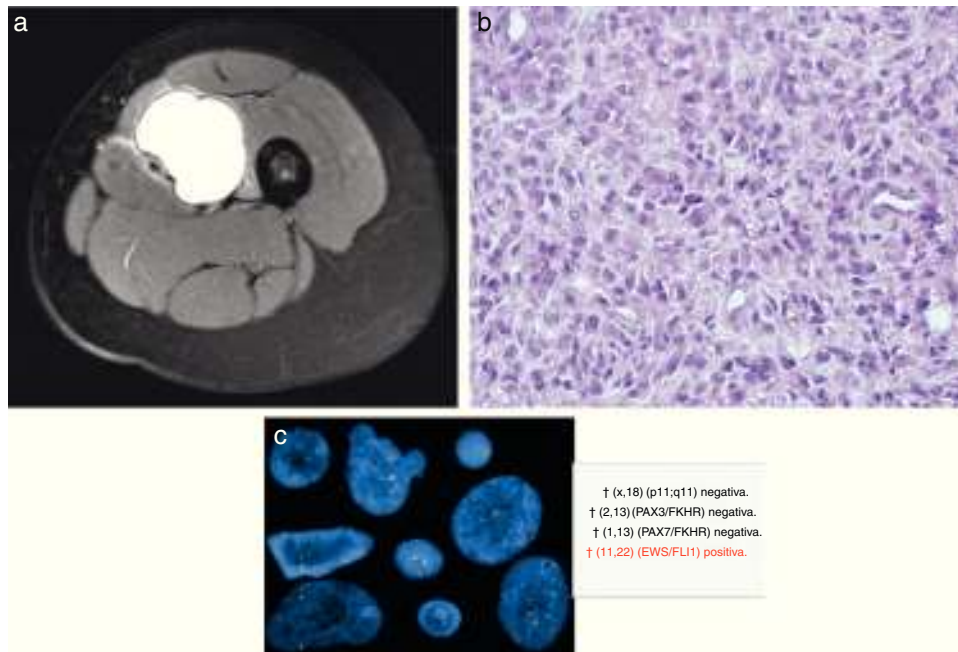 a
b
c
† (x,18) (p11;q11) negativa.
† (2,13) (PAX3/FKHR) negativa.
† (1,13) (PAX7/FKHR) negativa.
† (11,22) (EWS/FLI1) positiva.